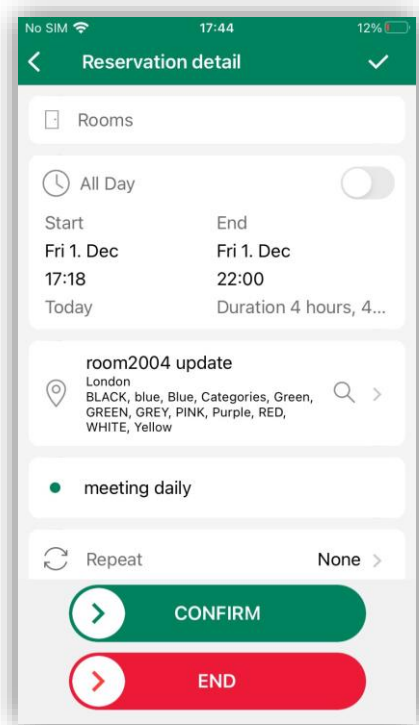 No SIM 17:44 12%
Reservation detail
Rooms
All Day
Start End
Fri 1. Dec Fri 1. Dec
17:18 22:00
Today Duration 4 hours, 4...
room2004 update
London
BLACK, blue, Blue, Categories, Green,
GREEN, GREY, PINK, Purple, RED,
WHITE, Yellow
meeting daily
Repeat None
CONFIRM
END